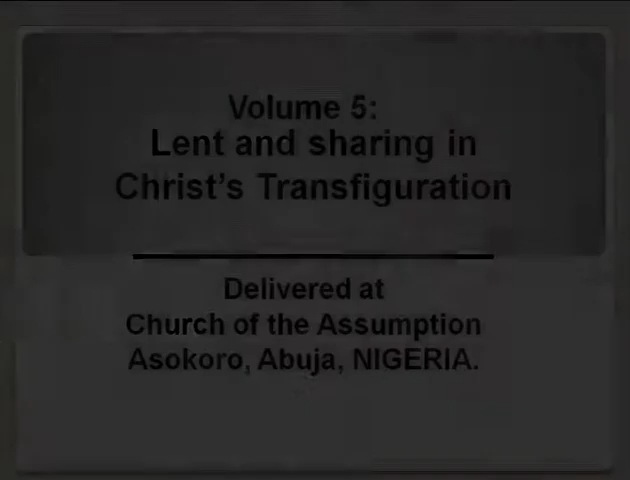 Volume 5:
Lent and sharing in
Christ's Transfiguration
Delivered at
Church of the Assumption
Asokoro, Abuja, NIGERIA.